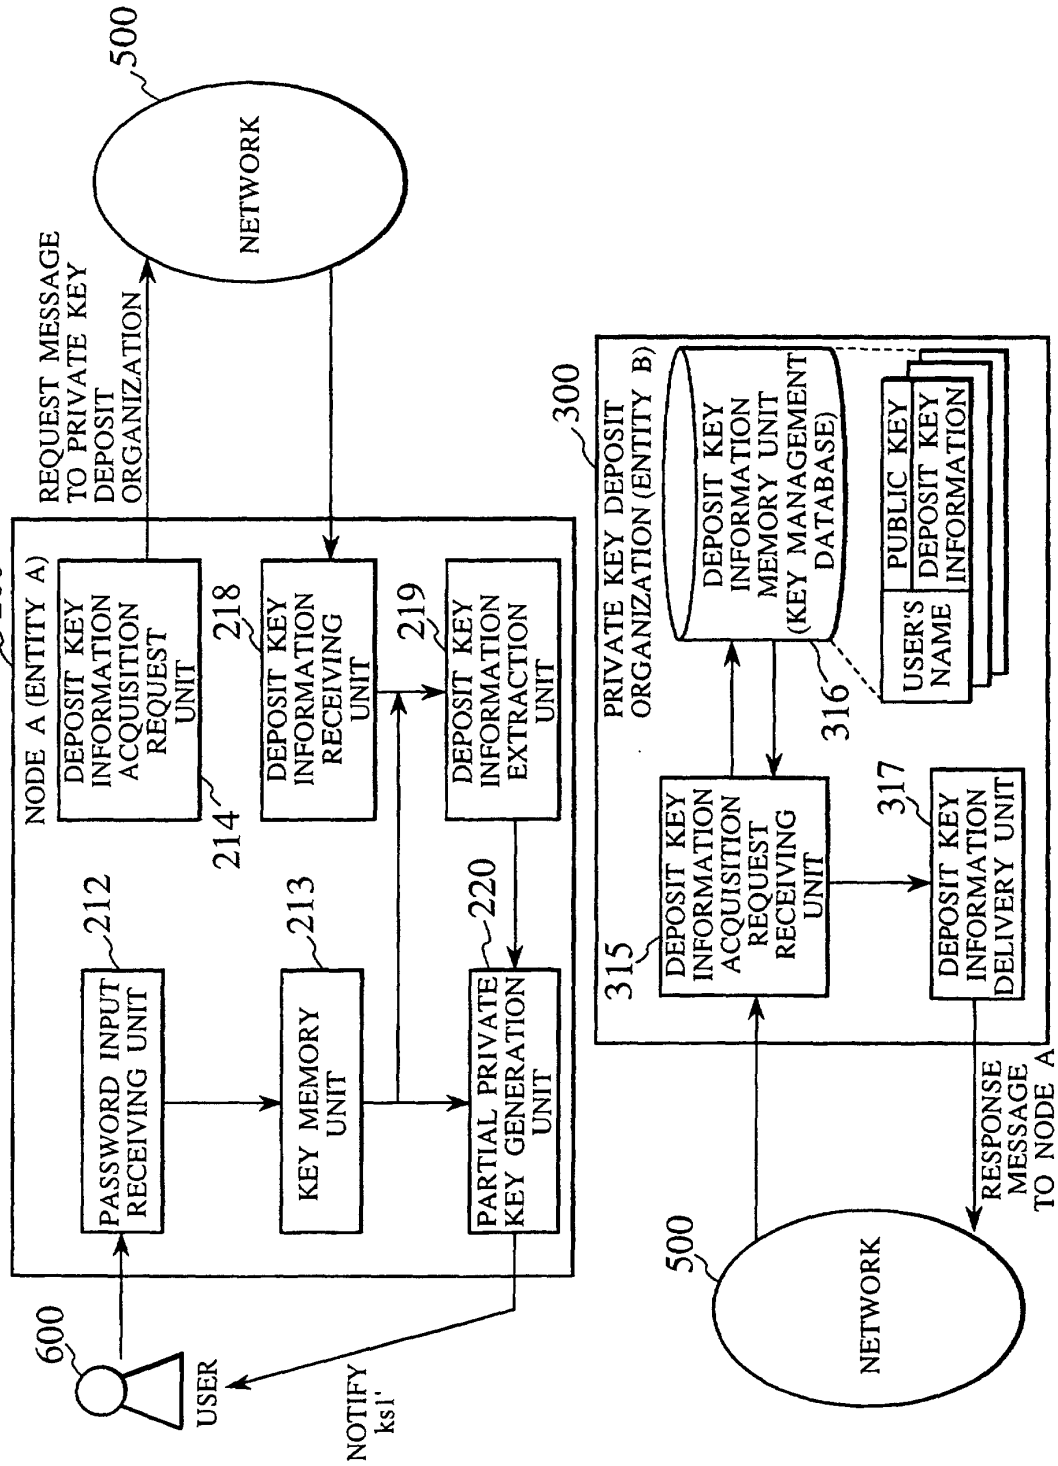 600
USER
NOTIFY
ks1'
NODE A (ENTITY A)
212
PASSWORD INPUT
RECEIVING UNIT
213
KEY MEMORY
UNIT
220
PARTIAL PRIVATE
KEY GENERATION
UNIT
214
DEPOSIT KEY
INFORMATION
ACQUISITION
REQUEST
UNIT
218
DEPOSIT KEY
INFORMATION
RECEIVING
UNIT
219
DEPOSIT KEY
INFORMATION
EXTRACTION
UNIT
REQUEST MESSAGE
TO PRIVATE KEY
DEPOSIT
ORGANIZATION
500
NETWORK
500
NETWORK
RESPONSE
MESSAGE
TO NODE A
300
PRIVATE KEY DEPOSIT
ORGANIZATION (ENTITY B)
315
DEPOSIT KEY
INFORMATION
ACQUISITION
REQUEST
RECEIVING
UNIT
317
DEPOSIT KEY
INFORMATION
DELIVERY UNIT
316
DEPOSIT KEY
INFORMATION
MEMORY UNIT
(KEY MANAGEMENT
DATABASE)
USER'S
NAME
PUBLIC KEY
DEPOSIT KEY
INFORMATION